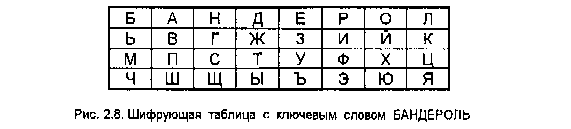 Б А Н Д Е Р О Л
Ь В Г Ж З И Й К
М П С Т У Ф Х Ц
Ч Ш Щ Ы Ъ Э Ю Я
Рис. 2.8. Шифрующая таблица с ключевым словом БАНДЕРОЛЬ